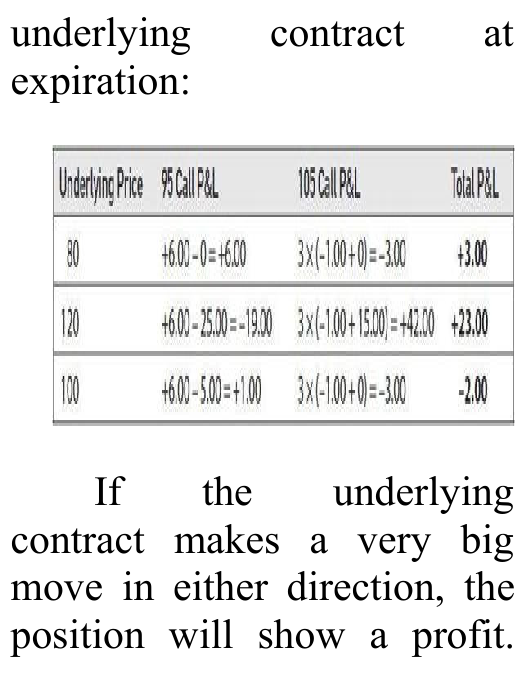 underlying contract at
expiration:
Underlying Price 95 Call P&L 105 Call P&L Total P&L
80 +6.00 – 0 = +6.00 3 x (–1.00 + 0) = –3.00 +3.00
120 +6.00 – 25.00 = –19.00 3 x (–1.00 + 15.00) = +42.00 +23.00
100 +6.00 – 5.00 = +1.00 3 x (–1.00 + 0) = –3.00 –2.00
If the underlying
contract makes a very big
move in either direction, the
position will show a profit.